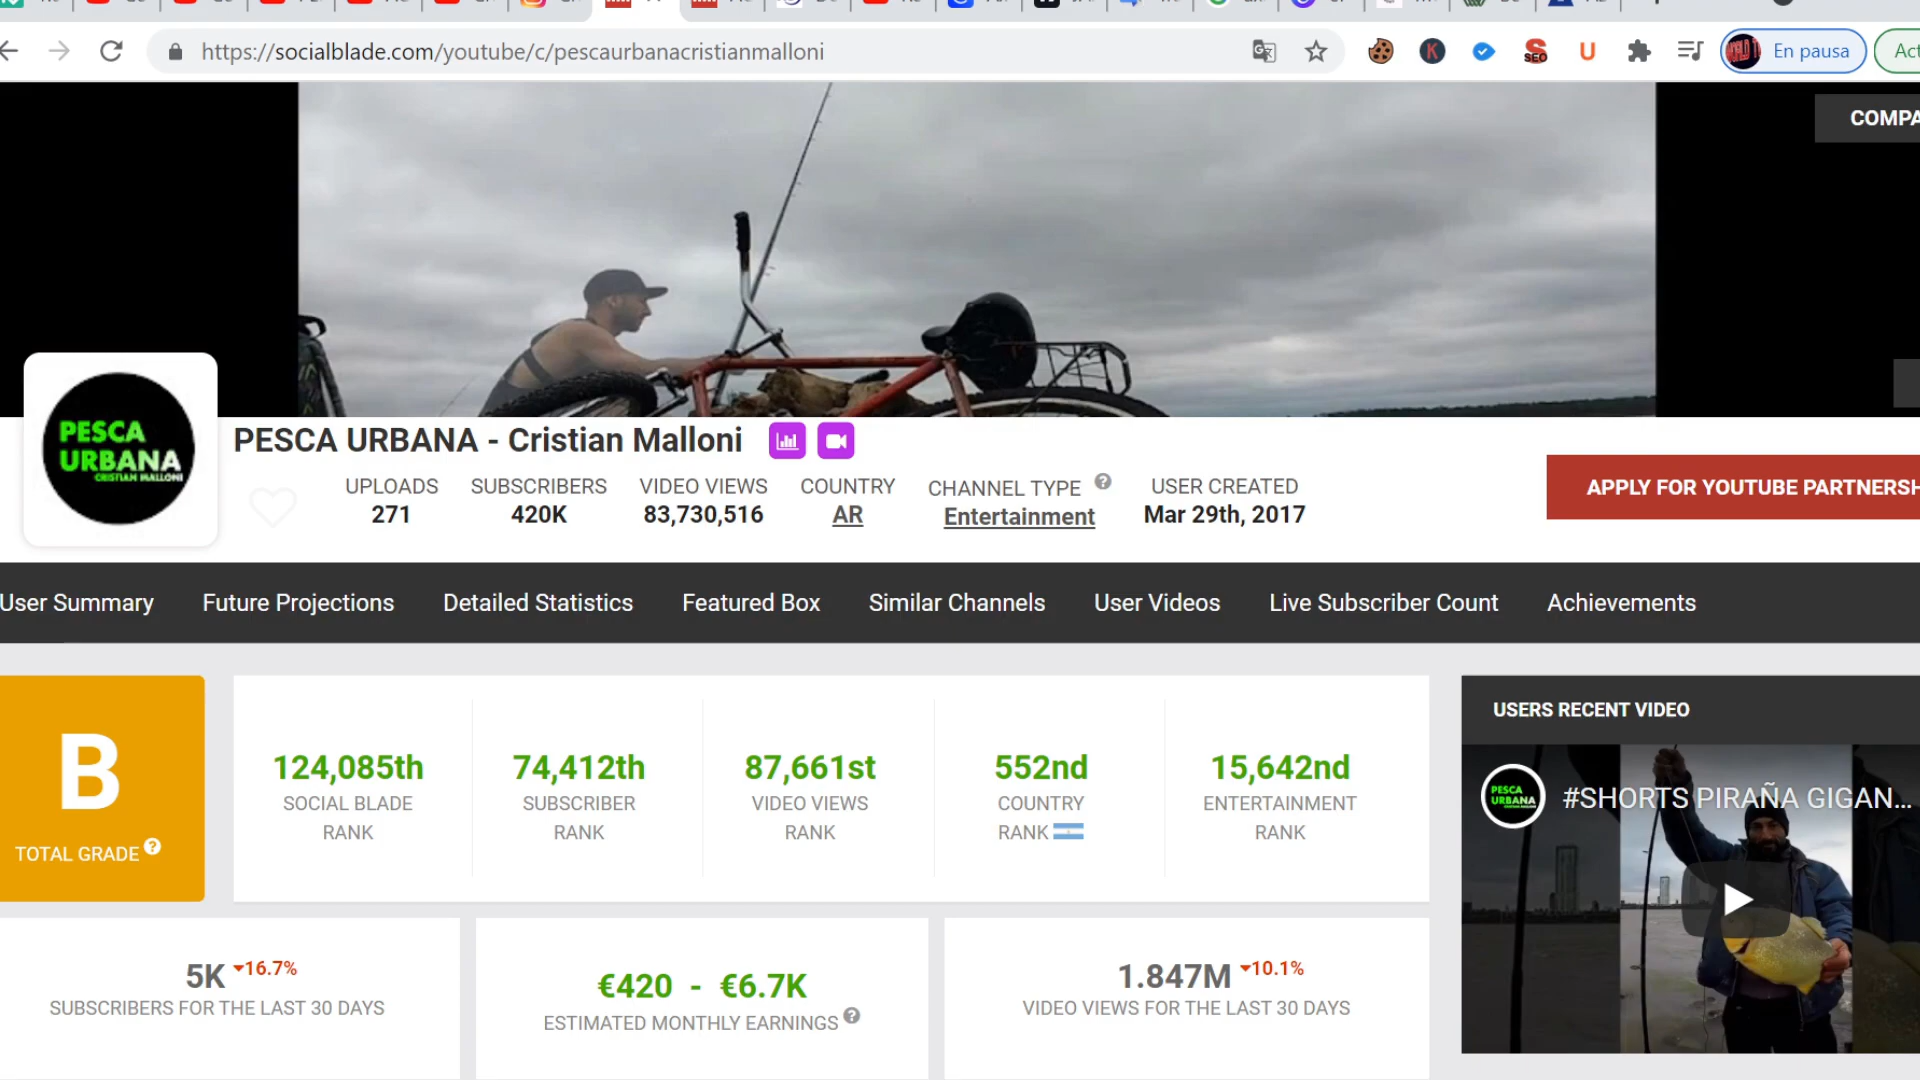 https://socialblade.com/youtube/c/pescaurbanacristianmalloni
SEO
En pausa
PESCA
URBANA
CRISTIAN MALLONI
PESCA URBANA - Cristian Malloni
UPLOADS SUBSCRIBERS VIDEO VIEWS COUNTRY CHANNEL TYPE USER CREATED
271 420K 83,730,516 AR Entertainment Mar 29th, 2017
APPLY FOR YOUTUBE PARTNERSH
User Summary Future Projections Detailed Statistics Featured Box Similar Channels User Videos Live Subscriber Count Achievements
B
TOTAL GRADE
124,085th 74,412th 87,661st 552nd 15,642nd
SOCIAL BLADE SUBSCRIBER VIDEO VIEWS COUNTRY ENTERTAINMENT
RANK RANK RANK RANK RANK
USERS RECENT VIDEO
PESCA
URBANA
#SHORTS PIRAÑA GIGAN...
5K 16.7%
SUBSCRIBERS FOR THE LAST 30 DAYS
€420 - €6.7K
ESTIMATED MONTHLY EARNINGS
1.847M 10.1%
VIDEO VIEWS FOR THE LAST 30 DAYS